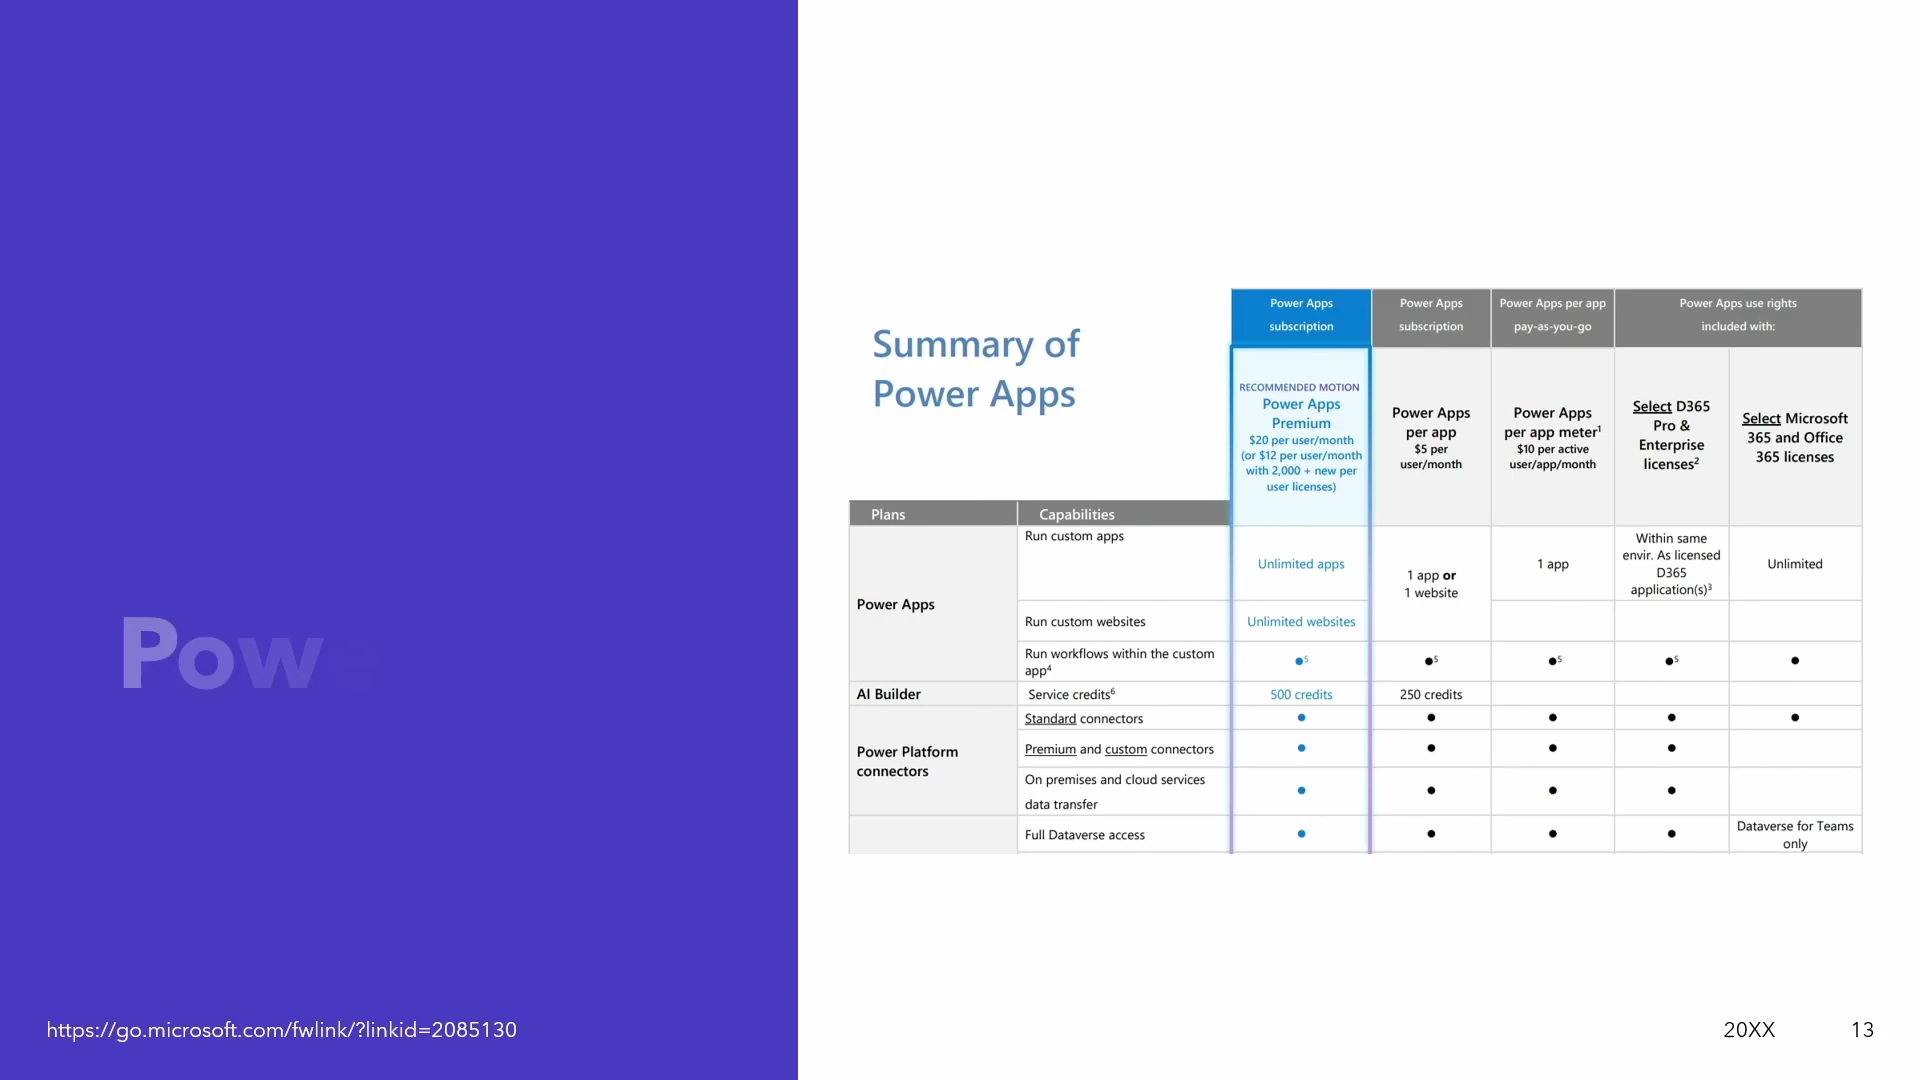 Pow
https://go.microsoft.com/fwlink/?linkid=2085130
Summary of
Power Apps
Power Apps
subscription
Power Apps
subscription
Power Apps per app
pay-as-you-go
Power Apps use rights
included with:
RECOMMENDED MOTION
Power Apps
Premium
$20 per user/month
(or $12 per user/month
with 2,000 + new per
user licenses)
Power Apps
per app
$5 per
user/month
Power Apps
per app meter¹
$10 per active
user/app/month
Select D365
Pro &
Enterprise
licenses²
Select Microsoft
365 and Office
365 licenses
Plans
Capabilities
Power Apps
Run custom apps
Unlimited apps
1 app or
1 website
1 app
Within same
envir. As licensed
D365
application(s)³
Unlimited
Run custom websites
Unlimited websites
Run workflows within the custom
app⁴
●⁵ ●⁵ ●⁵ ●⁵ ●
AI Builder
Service credits⁶
500 credits
250 credits
Power Platform
connectors
Standard connectors
● ● ● ● ●
Premium and custom connectors
● ● ● ●
On premises and cloud services
data transfer
● ● ● ●
Full Dataverse access
● ● ● ●
Dataverse for Teams
only
20XX
13